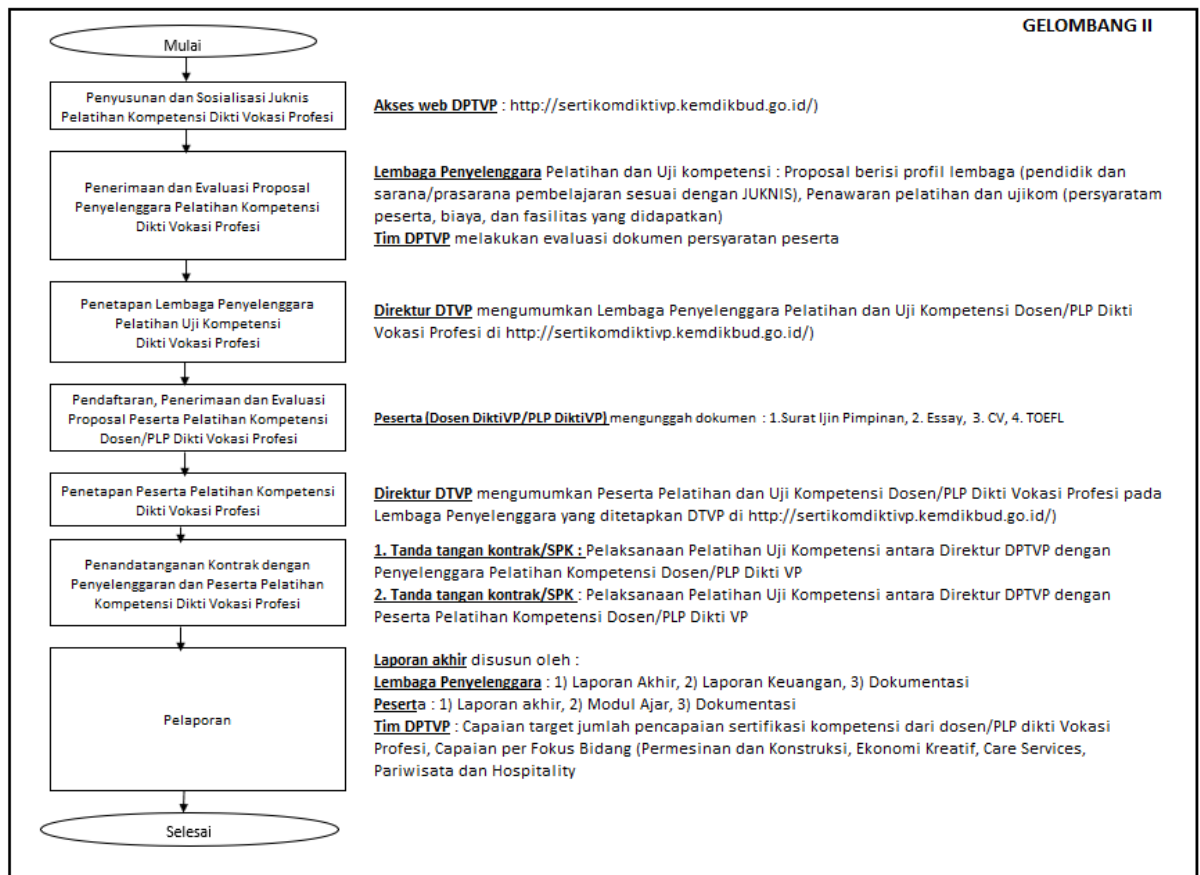 GELOMBANG II
Mulai
Penyusunan dan Sosialisasi Juknis
Pelatihan Kompetensi Dikti Vokasi Profesi
Akses web DPTVP : http://sertikomdiktivp.kemdikbud.go.id/)
Penerimaan dan Evaluasi Proposal
Penyelenggara Pelatihan Kompetensi
Dikti Vokasi Profesi
Lembaga Penyelenggara Pelatihan dan Uji kompetensi : Proposal berisi profil lembaga (pendidik dan
sarana/prasarana pembelajaran sesuai dengan JUKNIS), Penawaran pelatihan dan ujikom (persyaratam
peserta, biaya, dan fasilitas yang didapatkan)
Tim DPTVP melakukan evaluasi dokumen persyaratan peserta
Penetapan Lembaga Penyelenggara
Pelatihan Uji Kompetensi
Dikti Vokasi Profesi
Direktur DTVP mengumumkan Lembaga Penyelenggara Pelatihan dan Uji Kompetensi Dosen/PLP Dikti
Vokasi Profesi di http://sertikomdiktivp.kemdikbud.go.id/)
Pendaftaran, Penerimaan dan Evaluasi
Proposal Peserta Pelatihan Kompetensi
Dosen/PLP Dikti Vokasi Profesi
Peserta (Dosen DiktiVP/PLP DiktiVP) mengunggah dokumen : 1.Surat Ijin Pimpinan, 2. Essay, 3. CV, 4. TOEFL
Penetapan Peserta Pelatihan Kompetensi
Dikti Vokasi Profesi
Direktur DTVP mengumumkan Peserta Pelatihan dan Uji Kompetensi Dosen/PLP Dikti Vokasi Profesi pada
Lembaga Penyelenggara yang ditetapkan DTVP di http://sertikomdiktivp.kemdikbud.go.id/)
Penandatanganan Kontrak dengan
Penyelenggaran dan Peserta Pelatihan
Kompetensi Dikti Vokasi Profesi
1. Tanda tangan kontrak/SPK : Pelaksanaan Pelatihan Uji Kompetensi antara Direktur DPTVP dengan
Penyelenggara Pelatihan Kompetensi Dosen/PLP Dikti VP
2. Tanda tangan kontrak/SPK : Pelaksanaan Pelatihan Uji Kompetensi antara Direktur DPTVP dengan
Peserta Pelatihan Kompetensi Dosen/PLP Dikti VP
Pelaporan
Laporan akhir disusun oleh :
Lembaga Penyelenggara : 1) Laporan Akhir, 2) Laporan Keuangan, 3) Dokumentasi
Peserta : 1) Laporan akhir, 2) Modul Ajar, 3) Dokumentasi
Tim DPTVP : Capaian target jumlah pencapaian sertifikasi kompetensi dari dosen/PLP dikti Vokasi
Profesi, Capaian per Fokus Bidang (Permesinan dan Konstruksi, Ekonomi Kreatif, Care Services,
Pariwisata dan Hospitality
Selesai